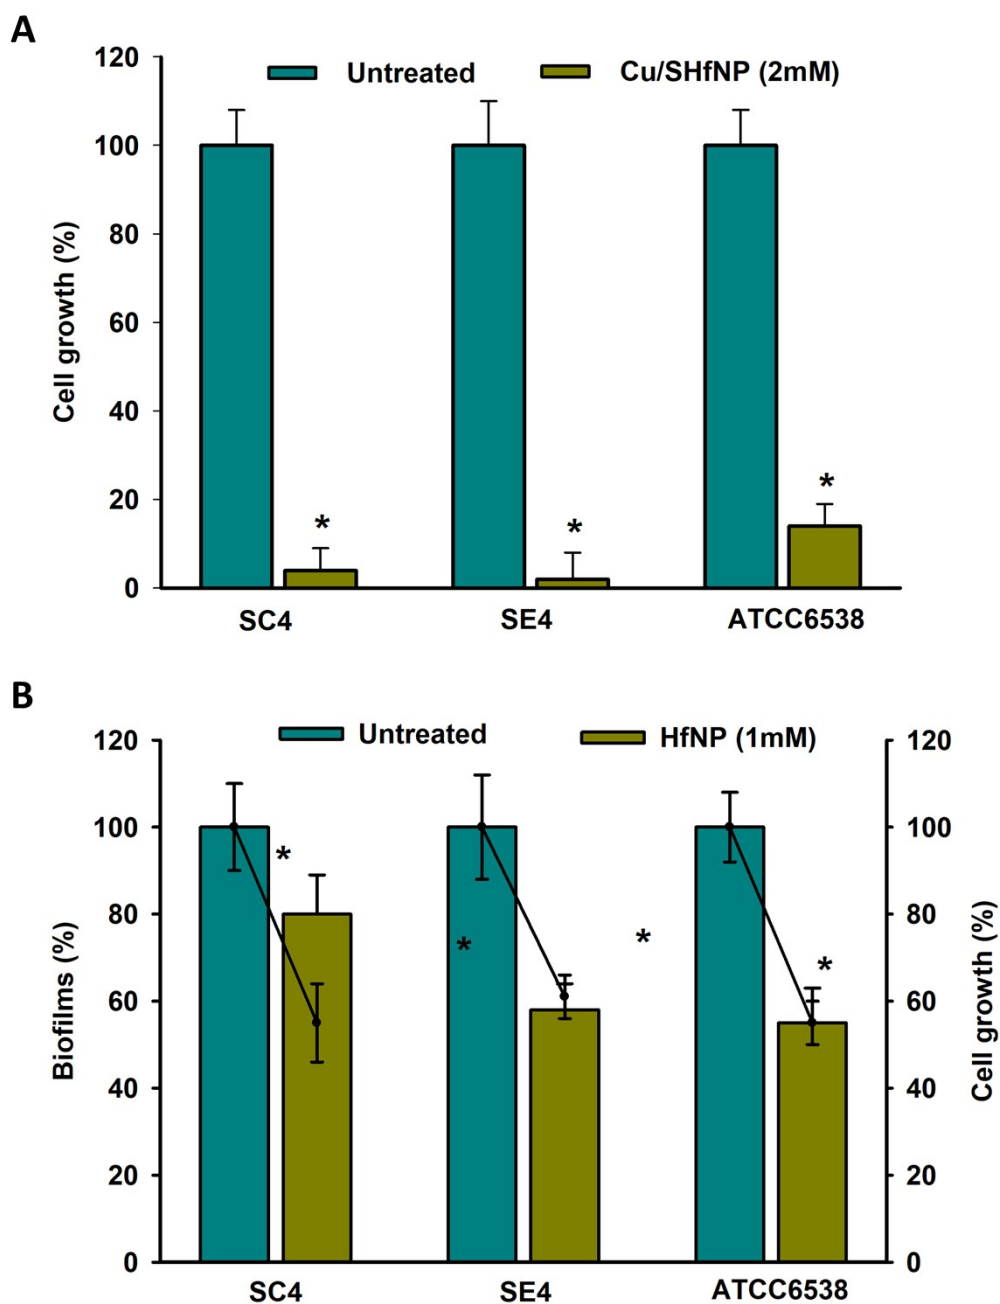 A
Untreated
Cu/SHfNP (2mM)
Cell growth (%)
120
100
80
60
40
20
0
*
*
*
SC4
SE4
ATCC6538
B
Untreated
HfNP (1mM)
Biofilms (%)
120
100
80
60
40
20
0
*
*
*
*
120
100
80
60
40
20
0
Cell growth (%)
SC4
SE4
ATCC6538